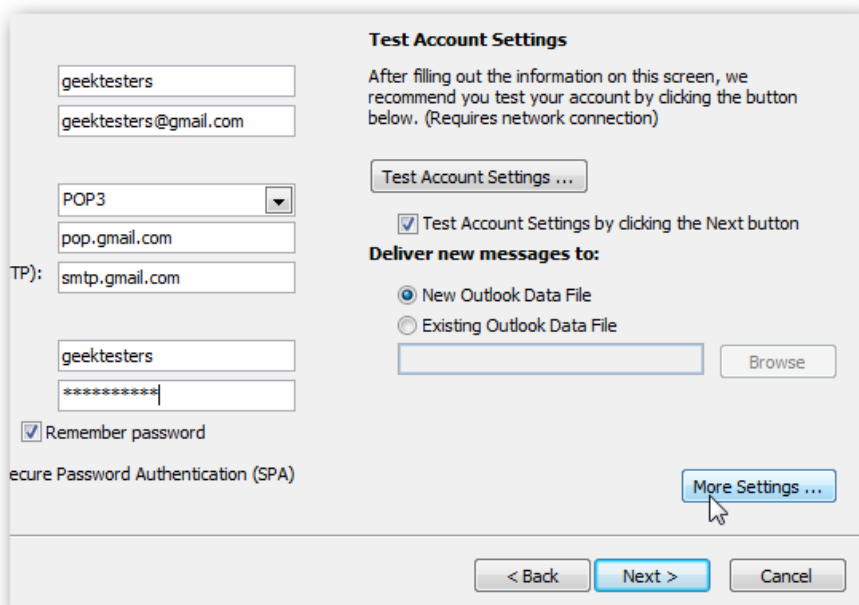 Test Account Settings
geektesters
After filling out the information on this screen, we
recommend you test your account by clicking the button
below. (Requires network connection)
geektesters@gmail.com
Test Account Settings ...
POP3
Test Account Settings by clicking the Next button
pop.gmail.com
Deliver new messages to:
TP):
smtp.gmail.com
New Outlook Data File
Existing Outlook Data File
geektesters
Browse
**********
Remember password
ecure Password Authentication (SPA)
More Settings ...
< Back
Next >
Cancel